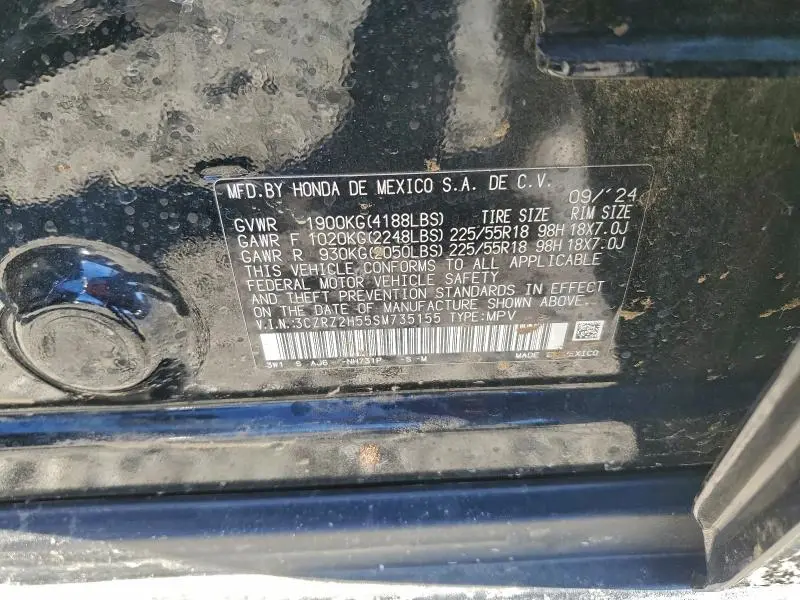 MFD.BY HONDA DE MEXICO S.A. DE C.V. 09/'24
GVWR 1900KG(4188LBS) TIRE SIZE RIM SIZE
GAWR F 1020KG(2248LBS) 225/55R18 98H 18X7.0J
GAWR R 930KG(2050LBS) 225/55R18 98H 18X7.0J
THIS VEHICLE CONFORMS TO ALL APPLICABLE
FEDERAL MOTOR VEHICLE SAFETY
AND THEFT PREVENTION STANDARDS IN EFFECT
ON THE DATE OF MANUFACTURE SHOWN ABOVE.
V.I.N.:3CZRZ2H55SM735155 TYPE:MPV
3W1 S AJ6 -NH731P -S-M MADE IN MEXICO